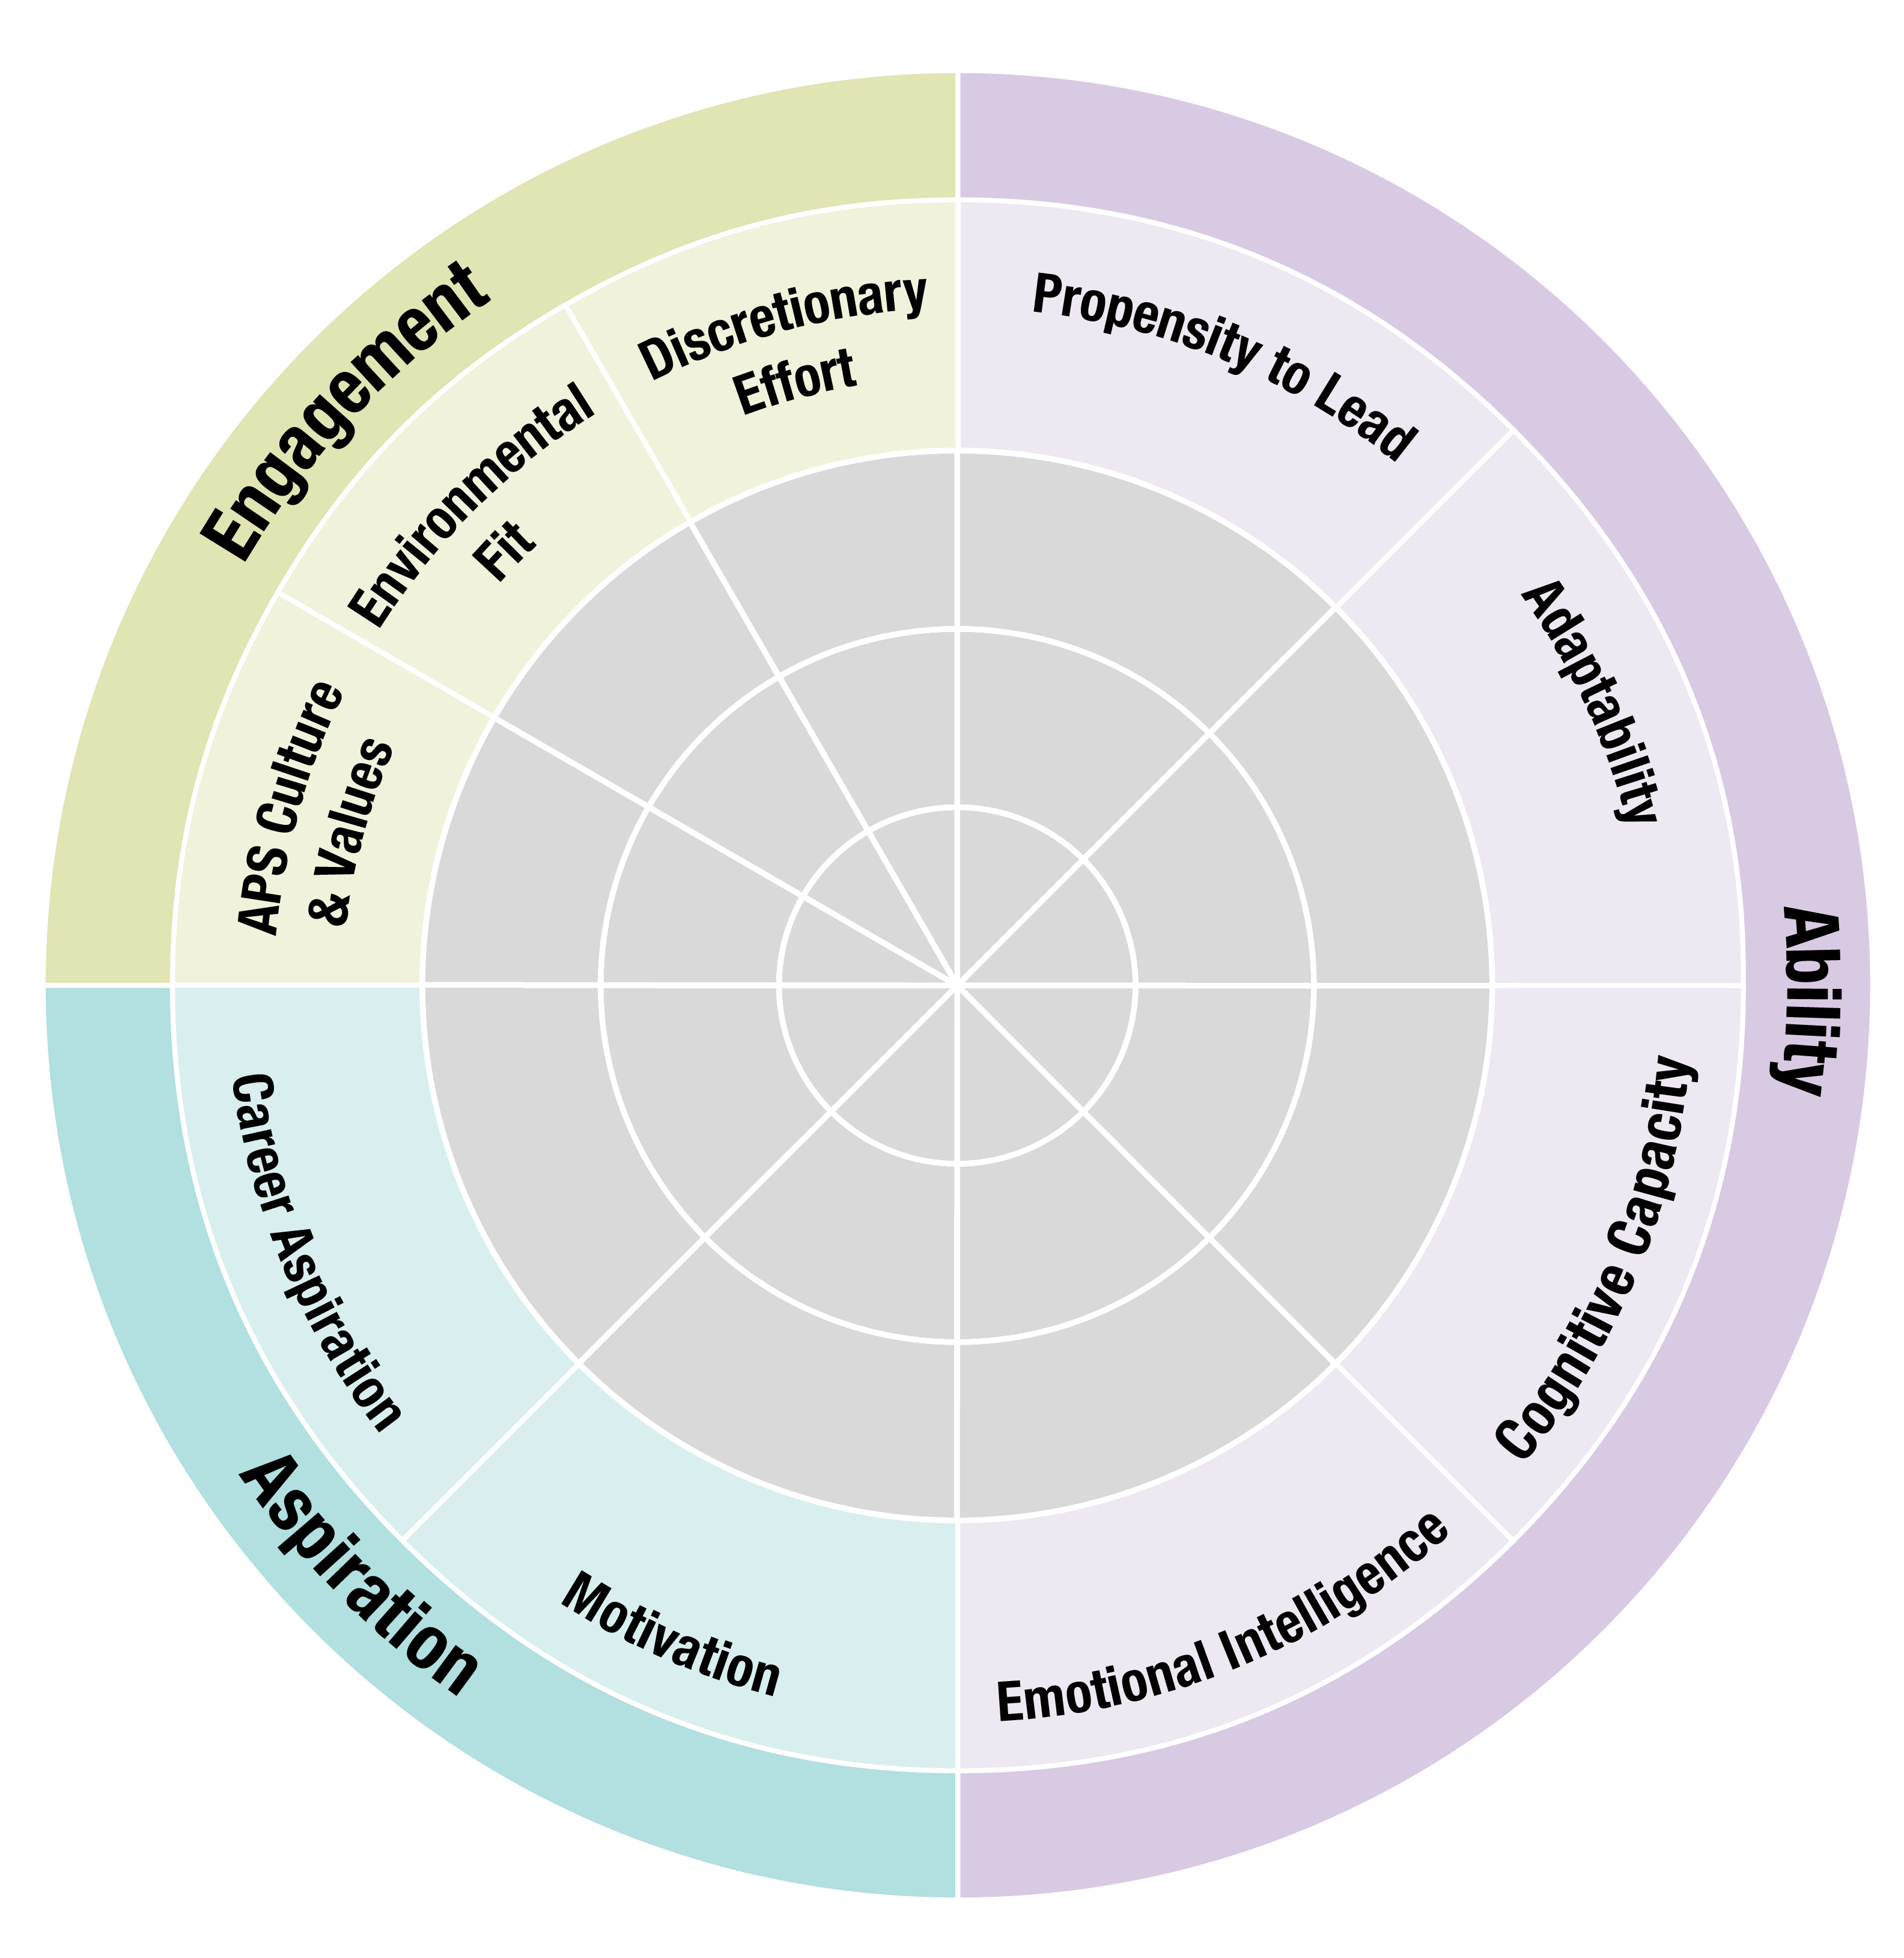 Engagement
Discretionary
Effort
Environmental
Fit
APS Culture
& Values
Ability
Propensity to Lead
Adaptability
Cognitive Capacity
Emotional Intelligence
Aspiration
Career Aspiration
Motivation